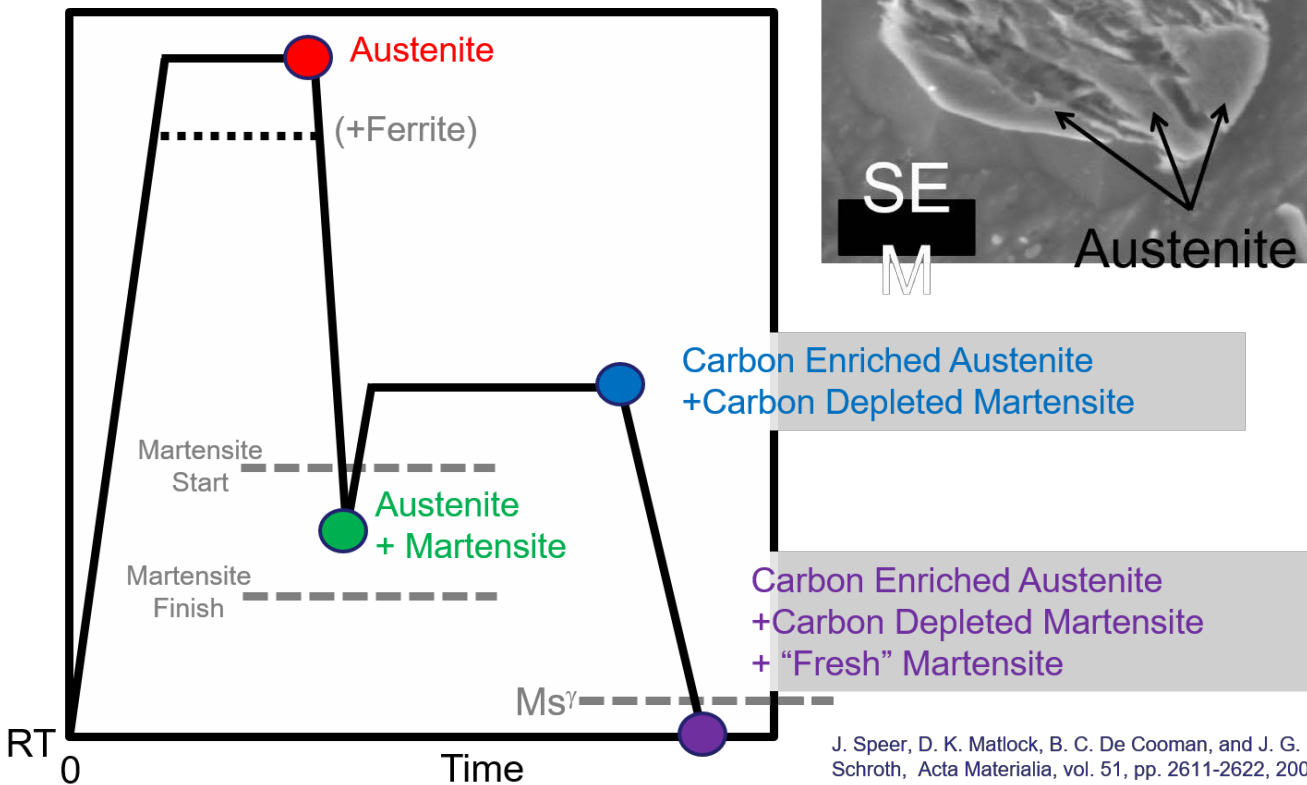 Austenite
(+Ferrite)
SE
M
Austenite
Carbon Enriched Austenite
+Carbon Depleted Martensite
Martensite
Start
Austenite
+ Martensite
Martensite
Finish
Carbon Enriched Austenite
+Carbon Depleted Martensite
+ “Fresh” Martensite
Msᵞ
RT
0
Time
J. Speer, D. K. Matlock, B. C. De Cooman, and J. G.
Schroth, Acta Materialia, vol. 51, pp. 2611-2622, 200